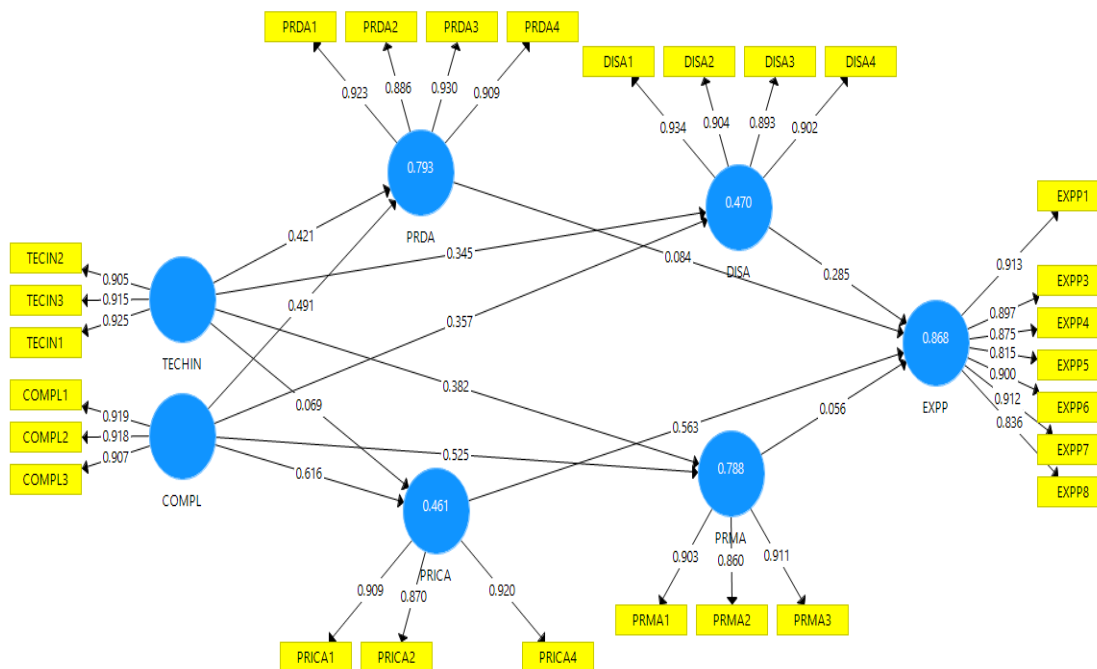 PRDA1
PRDA2
PRDA3
PRDA4
DISA1
DISA2
DISA3
DISA4
0.923
0.886
0.930
0.909
0.934
0.904
0.893
0.902
0.793
PRDA
0.470
DISA
EXPP1
TECIN2
TECIN3
TECIN1
0.905
0.915
0.925
TECHIN
0.421
0.345
0.084
0.285
0.913
0.897
0.875
0.815
0.900
0.912
0.836
EXPP3
EXPP4
EXPP5
EXPP6
EXPP7
EXPP8
0.868
EXPP
0.491
0.357
0.382
0.069
0.563
0.056
COMPL1
COMPL2
COMPL3
0.919
0.918
0.907
COMPL
0.525
0.616
0.461
PRICA
0.788
PRMA
0.909
0.870
0.920
0.903
0.860
0.911
PRMA1
PRMA2
PRMA3
PRICA1
PRICA2
PRICA4